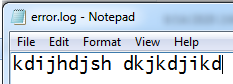 error.log - Notepad
File Edit Format View Help
kdijhdjsh dkjkdjikd